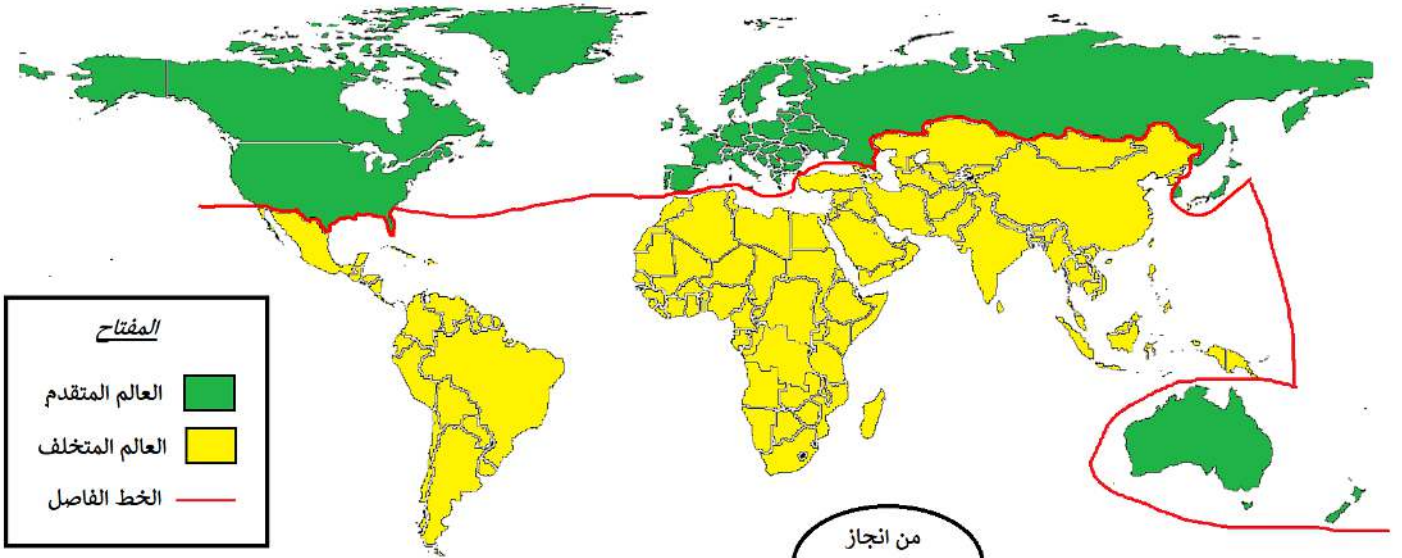 المفتاح
العالم المتقدم
العالم المتخلف
الخط الفاصل
من انجاز